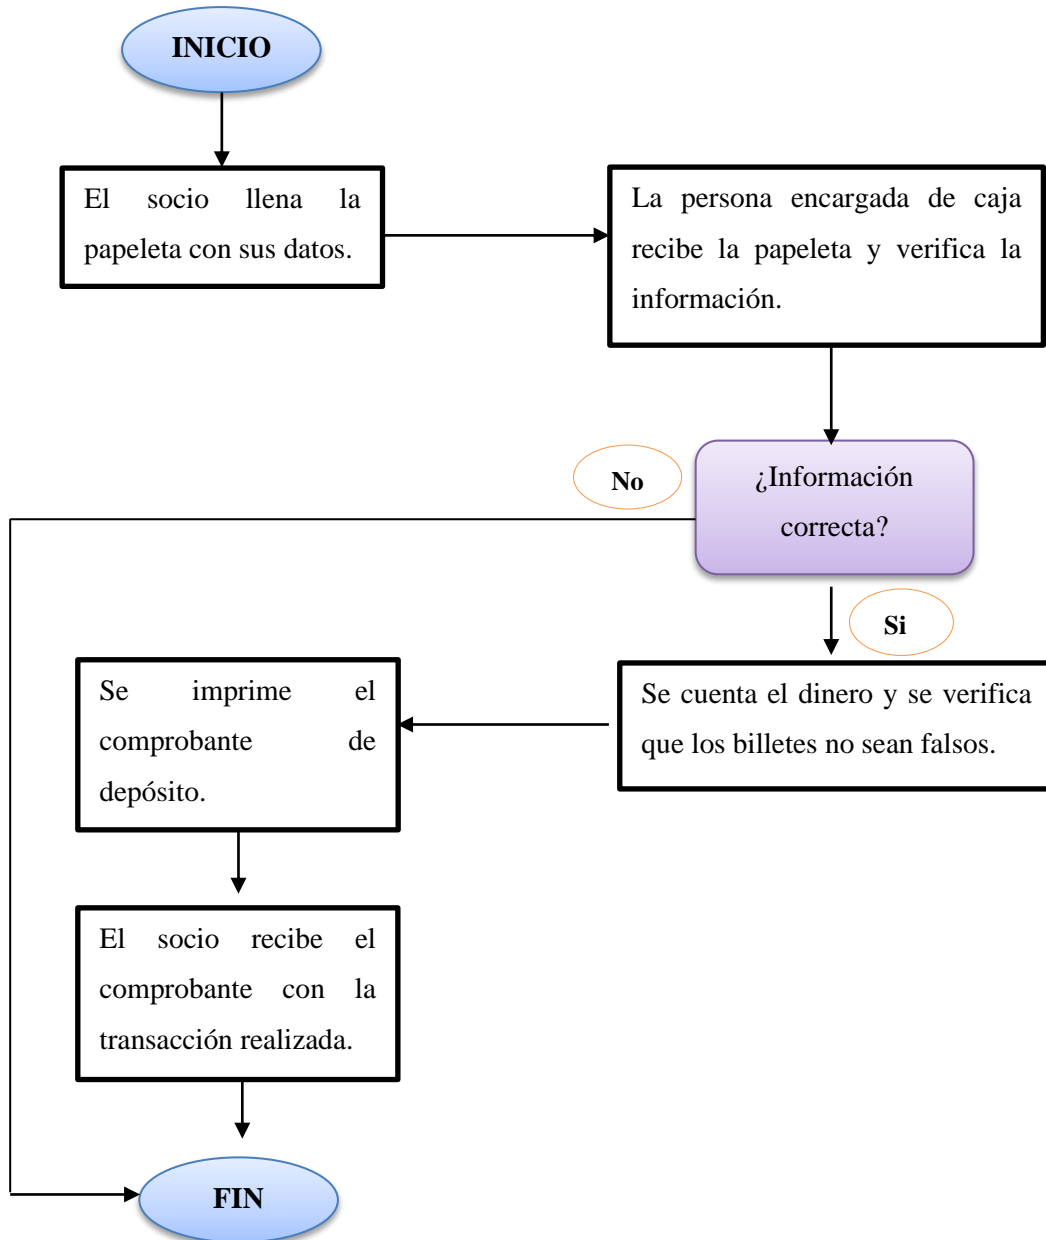 INICIO
El socio llena la
papeleta con sus datos.
La persona encargada de caja
recibe la papeleta y verifica la
información.
¿Información
correcta?
No
Si
Se cuenta el dinero y se verifica
que los billetes no sean falsos.
Se imprime el
comprobante de
depósito.
El socio recibe el
comprobante con la
transacción realizada.
FIN